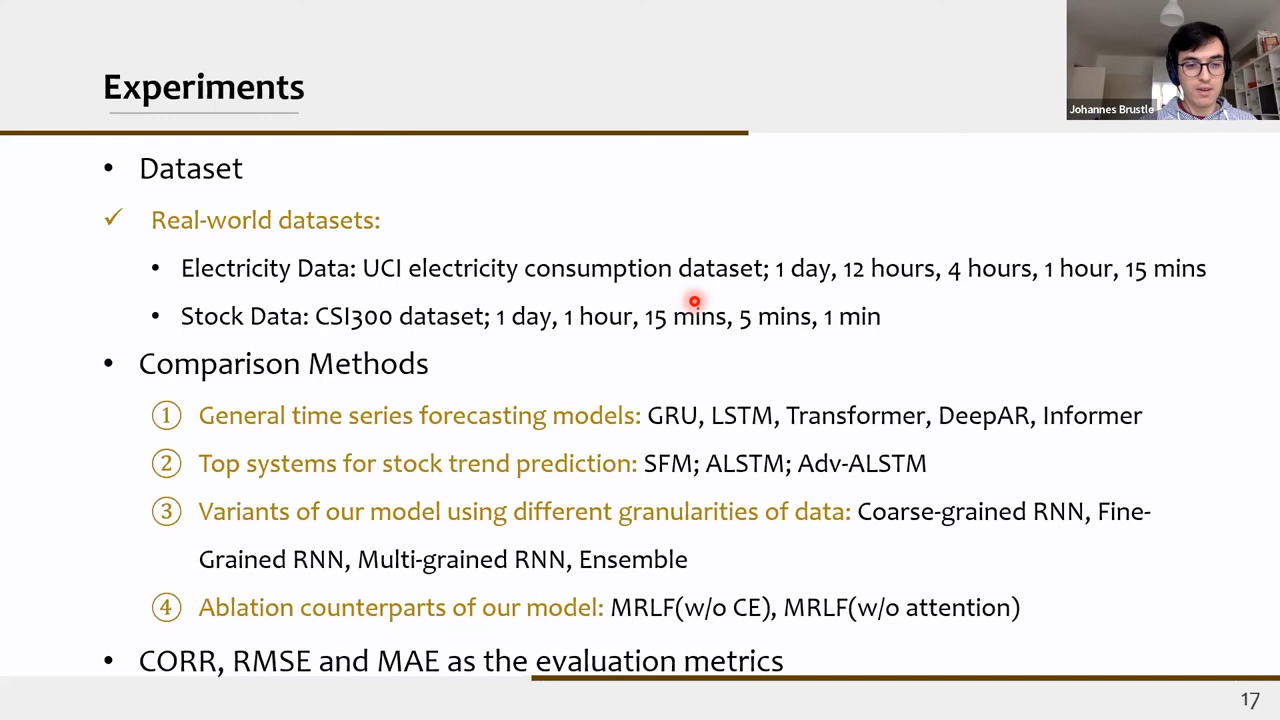 Johannes Brustle
Experiments
• Dataset
✓ Real-world datasets:
• Electricity Data: UCI electricity consumption dataset; 1 day, 12 hours, 4 hours, 1 hour, 15 mins
• Stock Data: CSI300 dataset; 1 day, 1 hour, 15 mins, 5 mins, 1 min
• Comparison Methods
① General time series forecasting models: GRU, LSTM, Transformer, DeepAR, Informer
② Top systems for stock trend prediction: SFM; ALSTM; Adv-ALSTM
③ Variants of our model using different granularities of data: Coarse-grained RNN, Fine-
Grained RNN, Multi-grained RNN, Ensemble
④ Ablation counterparts of our model: MRLF(w/o CE), MRLF(w/o attention)
• CORR, RMSE and MAE as the evaluation metrics
17